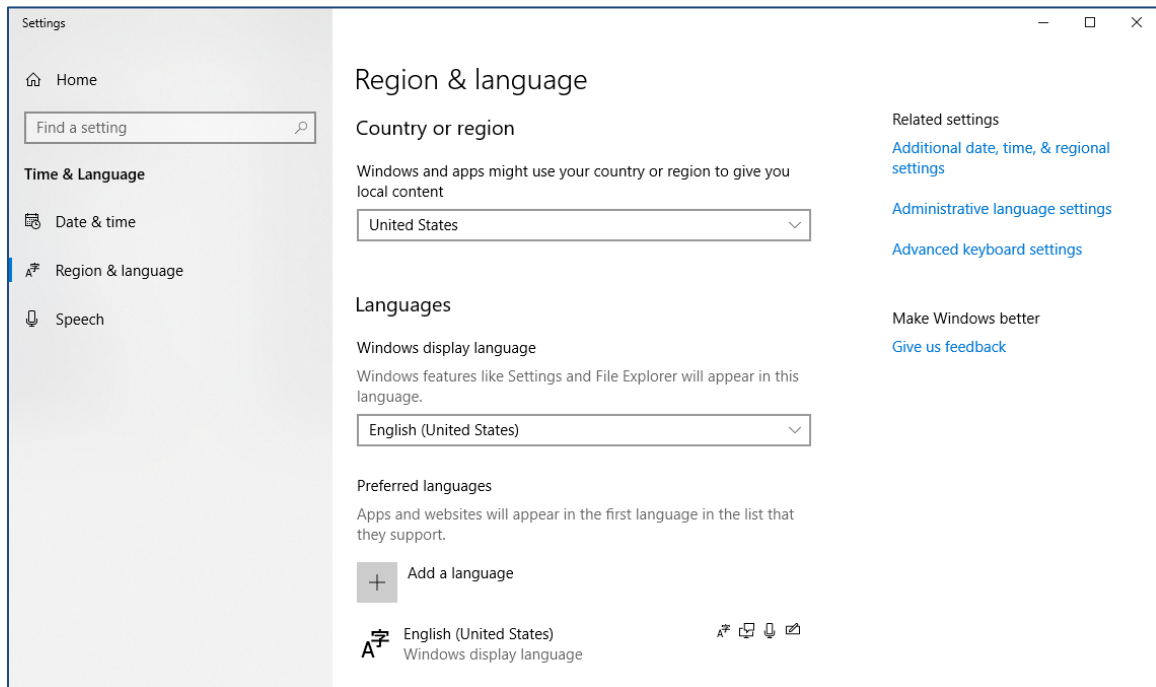 Settings
Home
Find a setting
Time & Language
Date & time
Region & language
Speech
Region & language
Country or region
Windows and apps might use your country or region to give you
local content
United States
Languages
Windows display language
Windows features like Settings and File Explorer will appear in this
language.
English (United States)
Preferred languages
Apps and websites will appear in the first language in the list that
they support.
Add a language
English (United States)
Windows display language
Related settings
Additional date, time, & regional
settings
Administrative language settings
Advanced keyboard settings
Make Windows better
Give us feedback